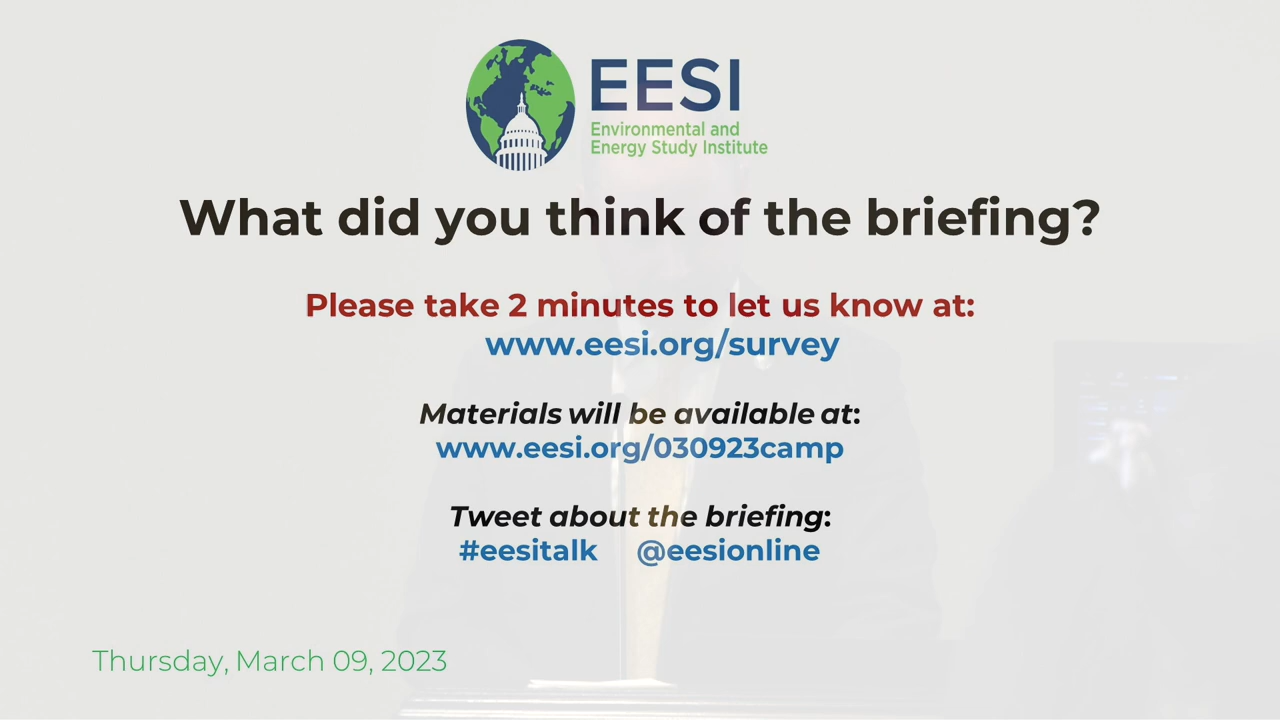 EESI
Environmental and
Energy Study Institute
What did you think of the briefing?
Please take 2 minutes to let us know at:
www.eesi.org/survey
Materials will be available at:
www.eesi.org/030923camp
Tweet about the briefing:
#eesitalk @eesionline
Thursday, March 09, 2023